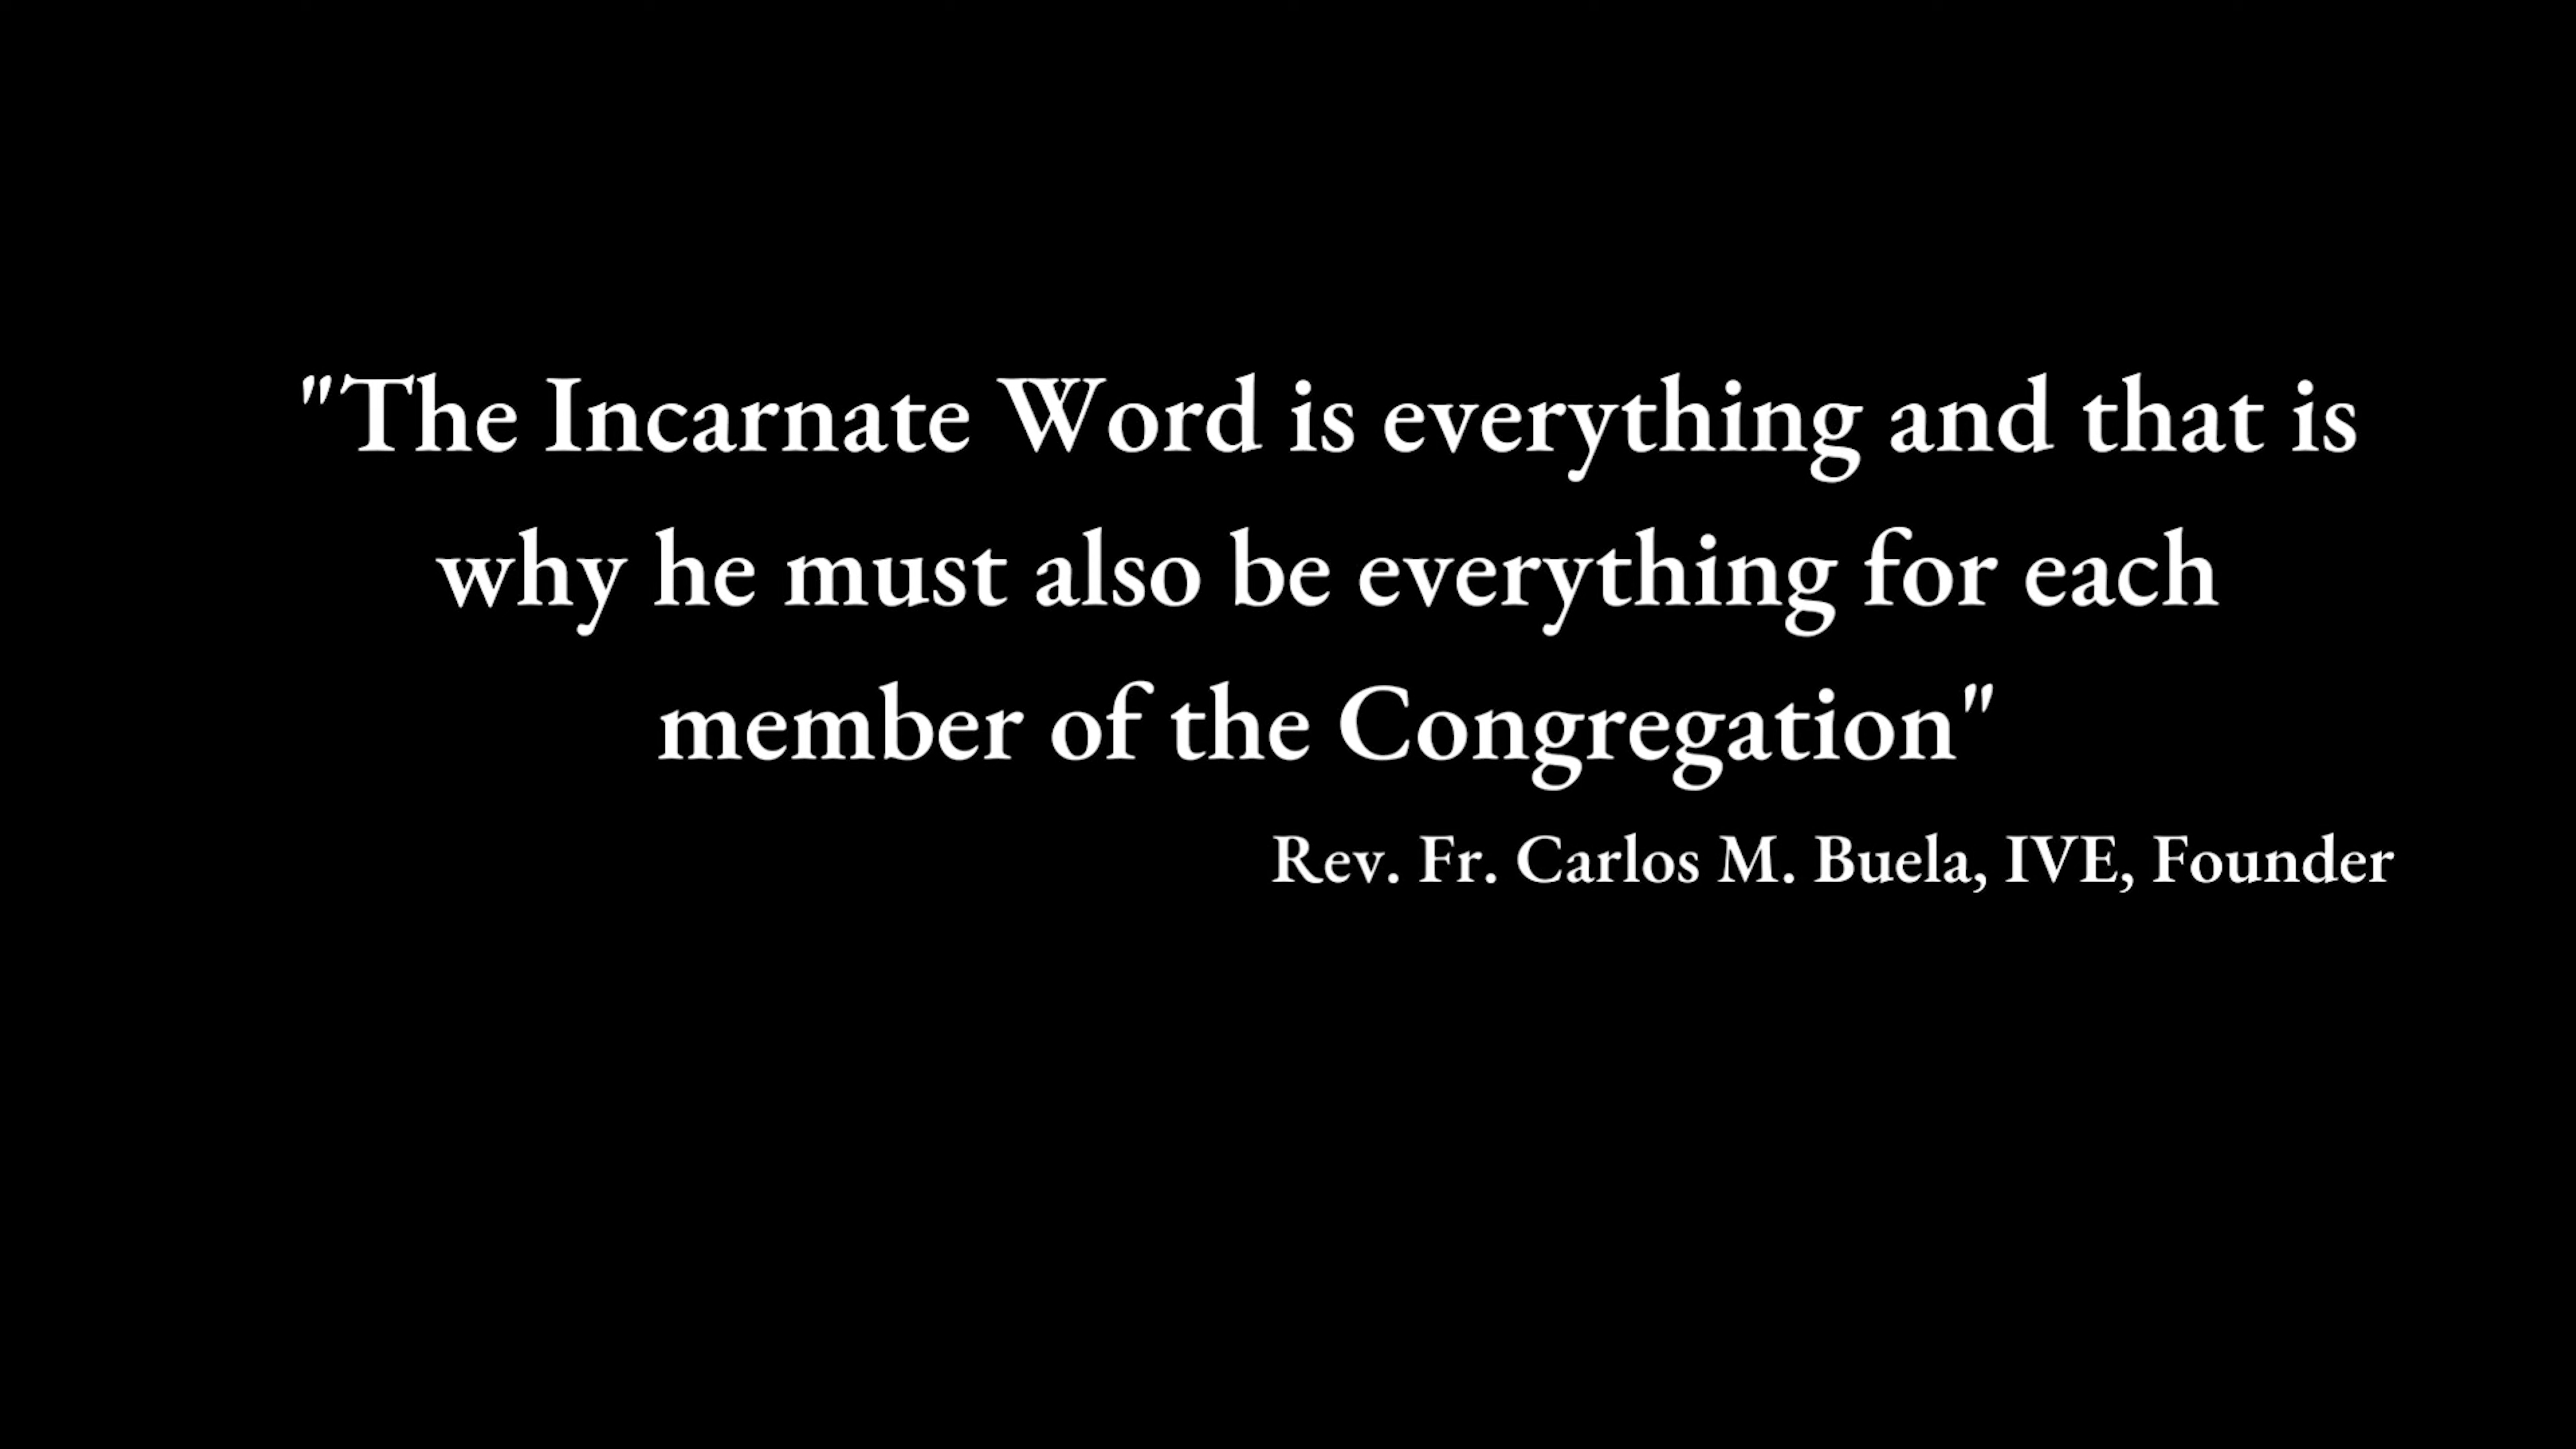 "The Incarnate Word is everything and that is
why he must also be everything for each
member of the Congregation"
Rev. Fr. Carlos M. Buela, IVE, Founder